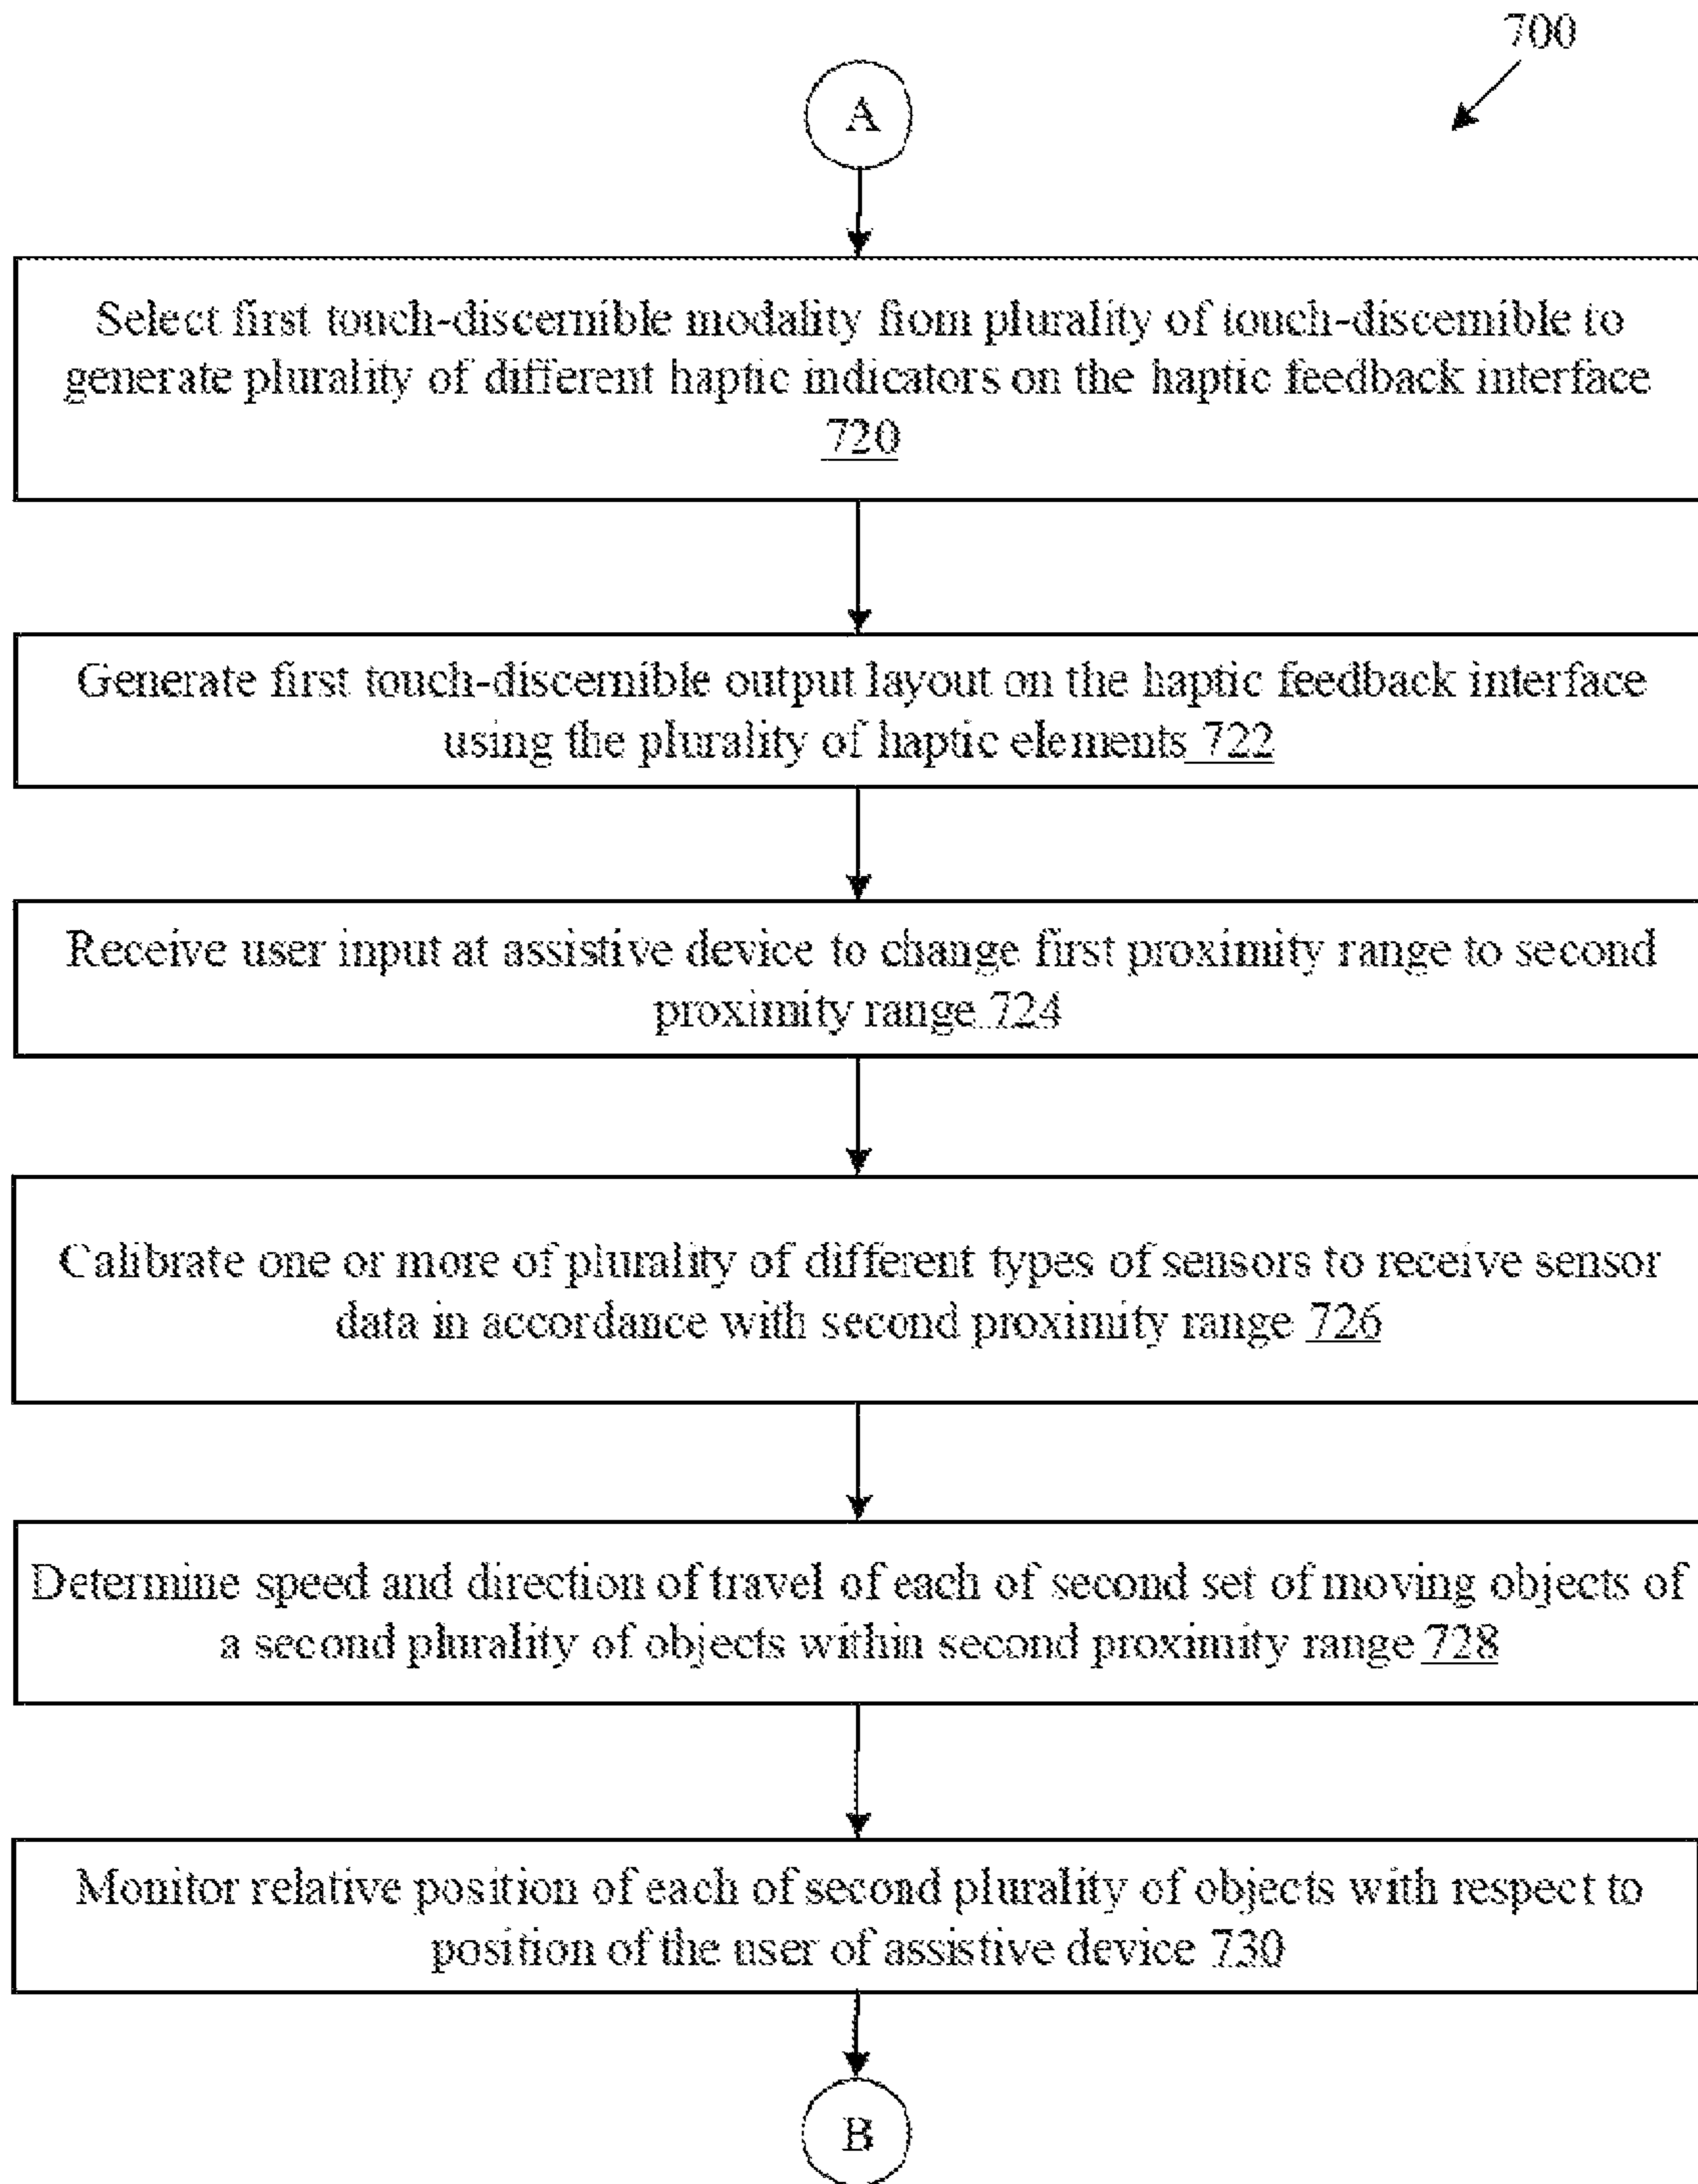 700
A
Select first touch-discernible modality from plurality of touch-discernible to
generate plurality of different haptic indicators on the haptic feedback interface
720
Generate first touch-discernible output layout on the haptic feedback interface
using the plurality of haptic elements 722
Receive user input at assistive device to change first proximity range to second
proximity range 724
Calibrate one or more of plurality of different types of sensors to receive sensor
data in accordance with second proximity range 726
Determine speed and direction of travel of each of second set of moving objects of
a second plurality of objects within second proximity range 728
Monitor relative position of each of second plurality of objects with respect to
position of the user of assistive device 730
B